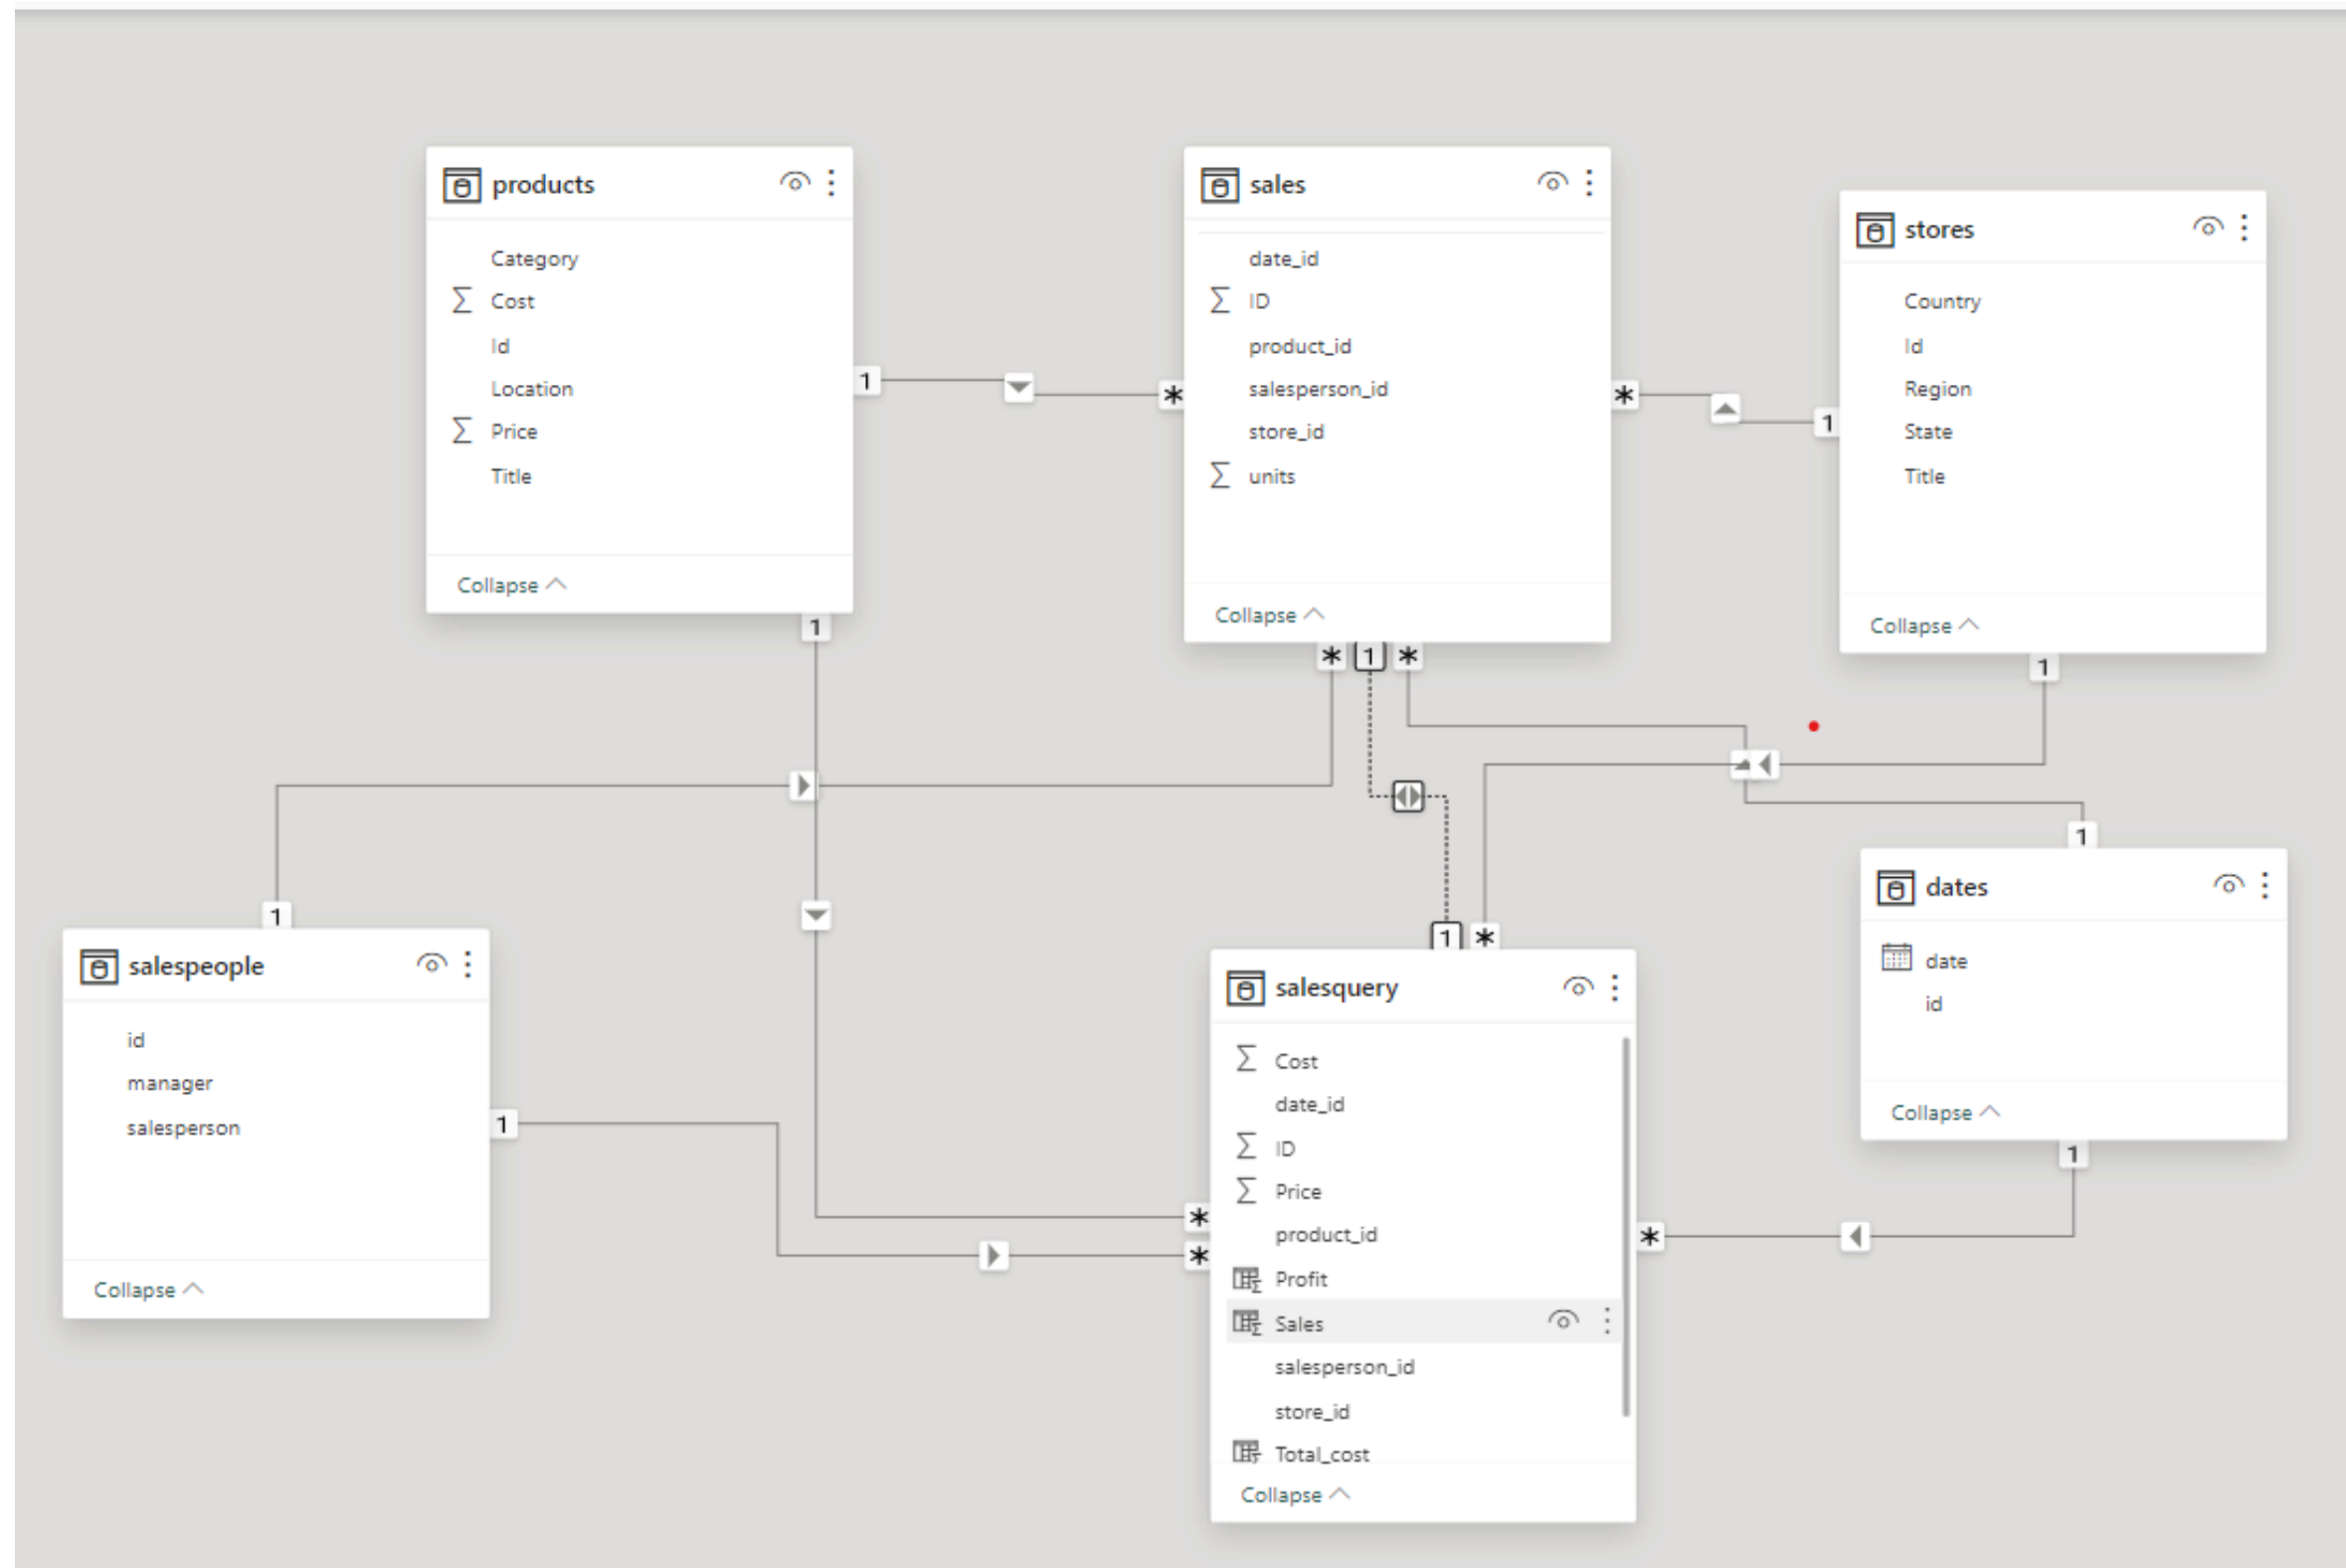 products
Category
Σ Cost
Id
Location
Σ Price
Title
Collapse
sales
date_id
Σ ID
product_id
salesperson_id
store_id
Σ units
Collapse
stores
Country
Id
Region
State
Title
Collapse
1
*
*
1
1
*
1
*
1
1
1
1
*
salespeople
id
manager
salesperson
Collapse
1
salesquery
Σ Cost
date_id
Σ ID
Σ Price
product_id
Profit
Sales
salesperson_id
store_id
Total_cost
Collapse
*
*
*
dates
date
id
Collapse
1